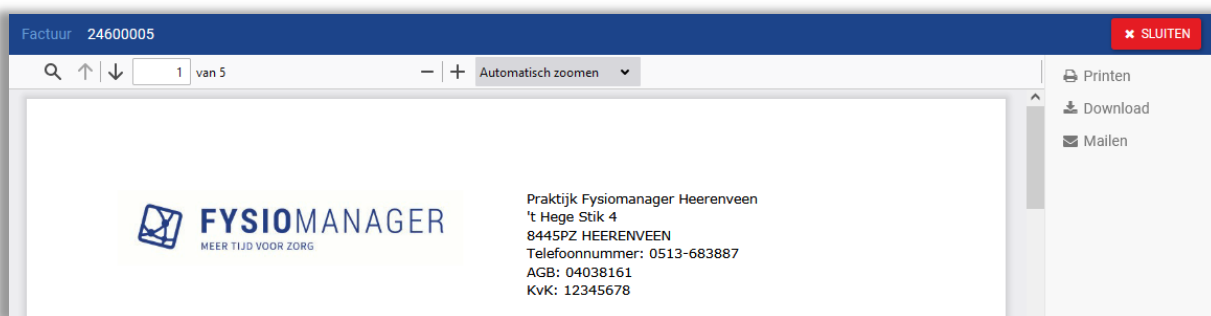 Factuur 24600005
SLUITEN
1 van 5
Automatisch zoomen
Printen
Download
Mailen
FYSIOMANAGER
MEER TIJD VOOR ZORG
Praktijk Fysiomanager Heerenveen
't Hege Stik 4
8445PZ HEERENVEEN
Telefoonnummer: 0513-683887
AGB: 04038161
KvK: 12345678